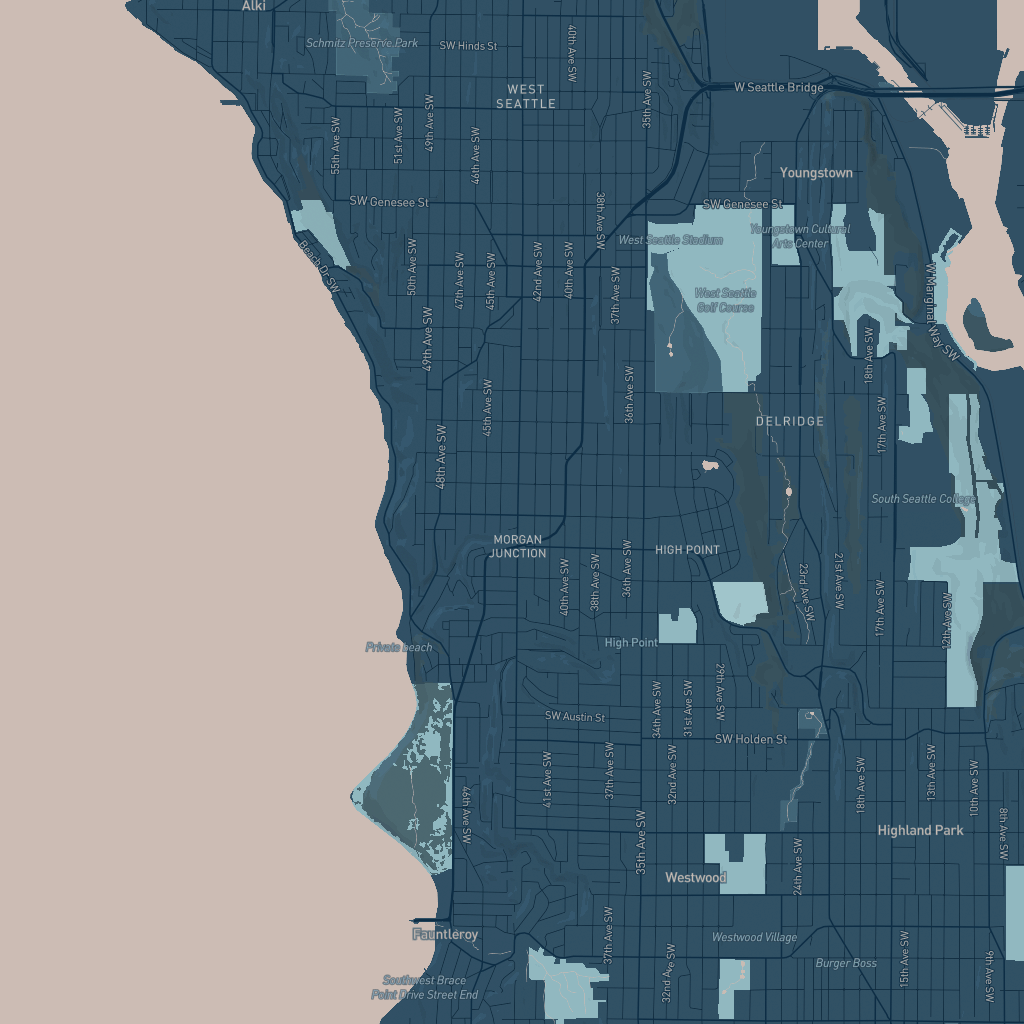 Alki
Schmitz Preserve Park
SW Hinds St
40th Ave SW
WEST
SEATTLE
35th Ave SW
W Seattle Bridge
55th Ave SW
51st Ave SW
49th Ave SW
46th Ave SW
Youngstown
SW Genesee St
38th Ave SW
SW Genesee St
West Seattle Stadium
Youngstown Cultural
Arts Center
Beach Dr SW
50th Ave SW
47th Ave SW
45th Ave SW
42nd Ave SW
40th Ave SW
37th Ave SW
West Seattle
Golf Course
W Marginal Way SW
49th Ave SW
18th Ave SW
45th Ave SW
36th Ave SW
17th Ave SW
DELRIDGE
48th Ave SW
South Seattle College
MORGAN
JUNCTION
HIGH POINT
40th Ave SW
38th Ave SW
36th Ave SW
23rd Ave SW
21st Ave SW
17th Ave SW
12th Ave SW
Private beach
High Point
34th Ave SW
31st Ave SW
29th Ave SW
SW Austin St
SW Holden St
41st Ave SW
37th Ave SW
32nd Ave SW
18th Ave SW
13th Ave SW
10th Ave SW
46th Ave SW
35th Ave SW
8th Ave SW
Highland Park
24th Ave SW
Westwood
Fauntleroy
37th Ave SW
Westwood Village
32nd Ave SW
Burger Boss
15th Ave SW
9th Ave SW
Southwest Brace
Point Drive Street End